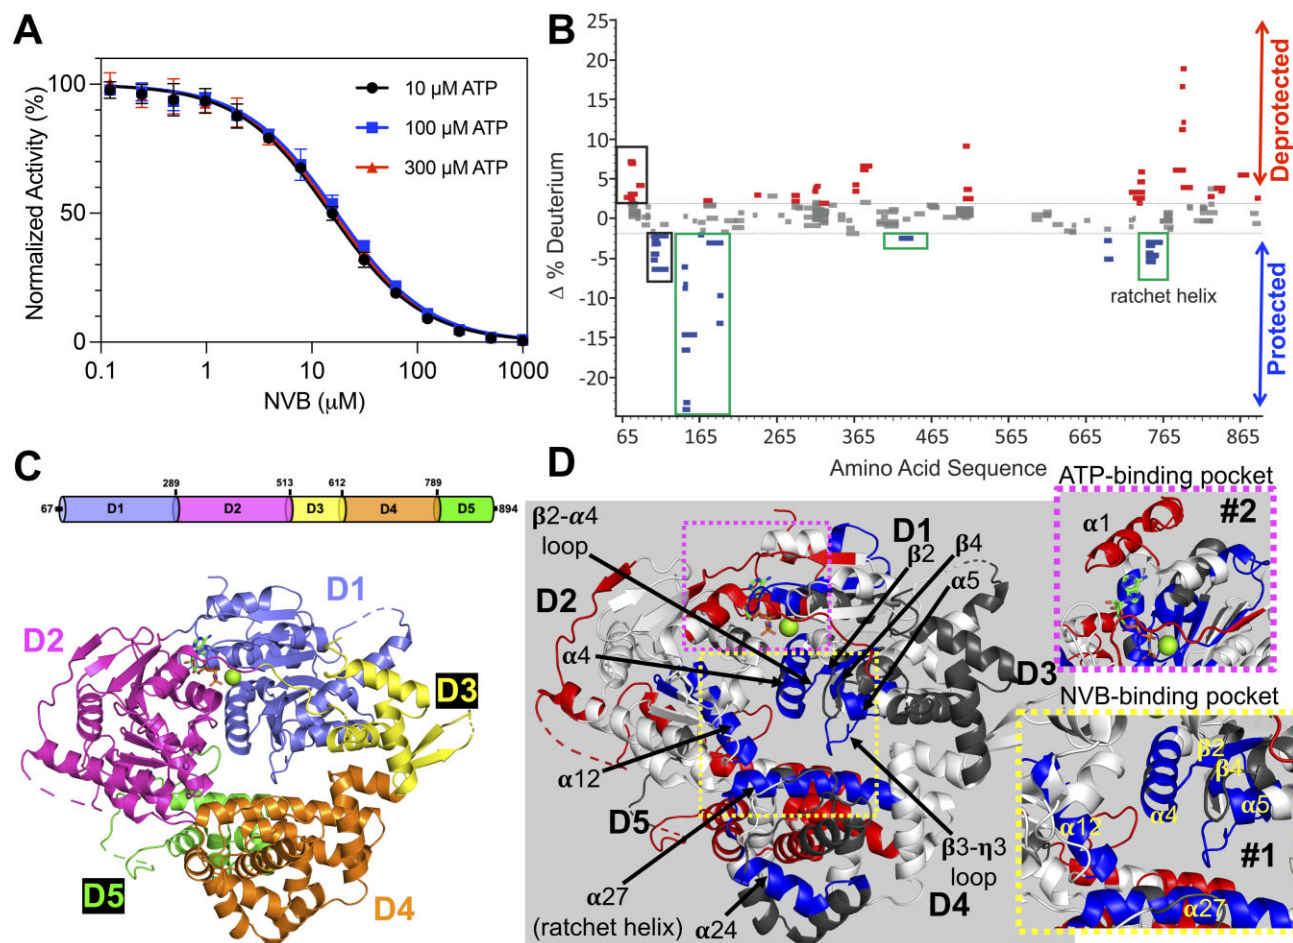 A
Normalized Activity (%)
100
50
0
10 μM ATP
100 μM ATP
300 μM ATP
0.1 1 10 100 1000
NVB (μM)
B
Δ % Deuterium
25
20
15
10
5
0
-5
-10
-15
-20
ratchet helix
Deprotected
Protected
65 165 265 365 465 565 665 765 865
Amino Acid Sequence
C
289 513 612 789
67 D1 D2 D3 D4 D5 894
D1
D2
D3
D5
D4
D
β2-α4
loop
D1
β2
β4
α5
D2
α4
D3
α12
D5
β3-η3
loop
α27
(ratchet helix)
α24
D4
ATP-binding pocket
α1
#2
NVB-binding pocket
β2
β4
α4
α5
α12
#1
α27